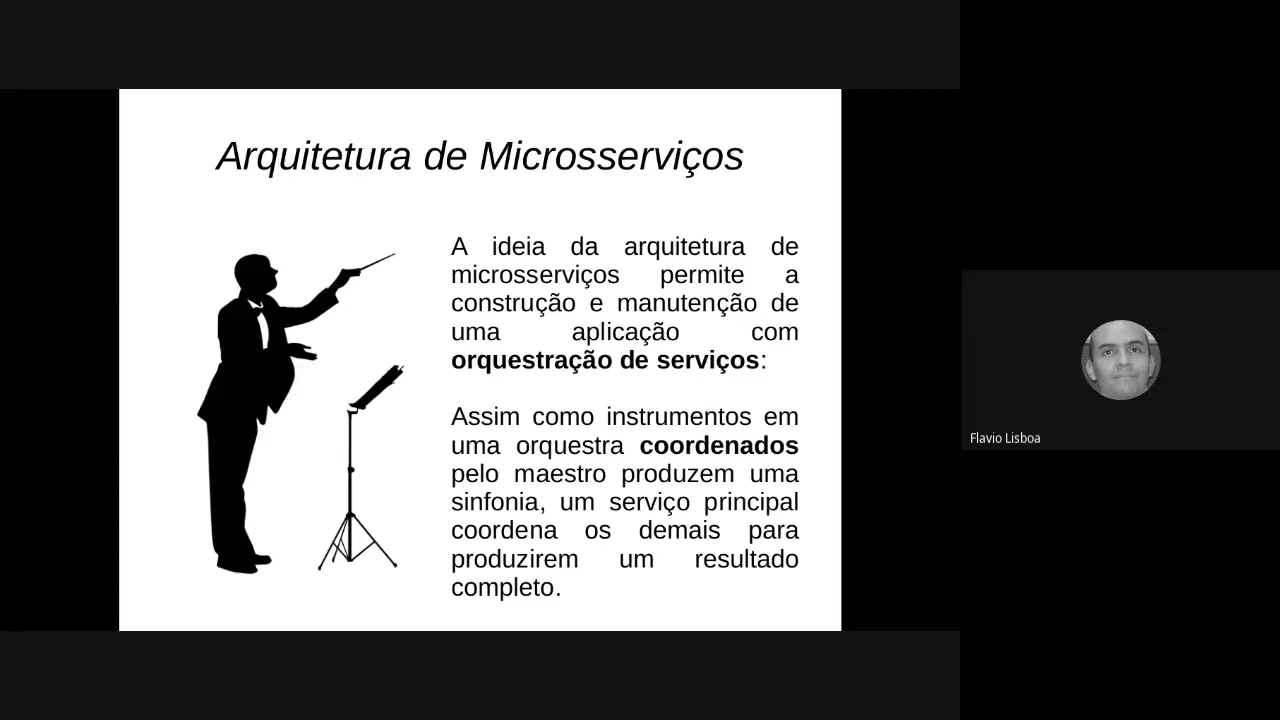 Arquitetura de Microsserviços
A ideia da arquitetura de
microsserviços permite a
construção e manutenção de
uma aplicação com
orquestração de serviços:
Assim como instrumentos em
uma orquestra coordenados
pelo maestro produzem uma
sinfonia, um serviço principal
coordena os demais para
produzirem um resultado
completo.
Flavio Lisboa